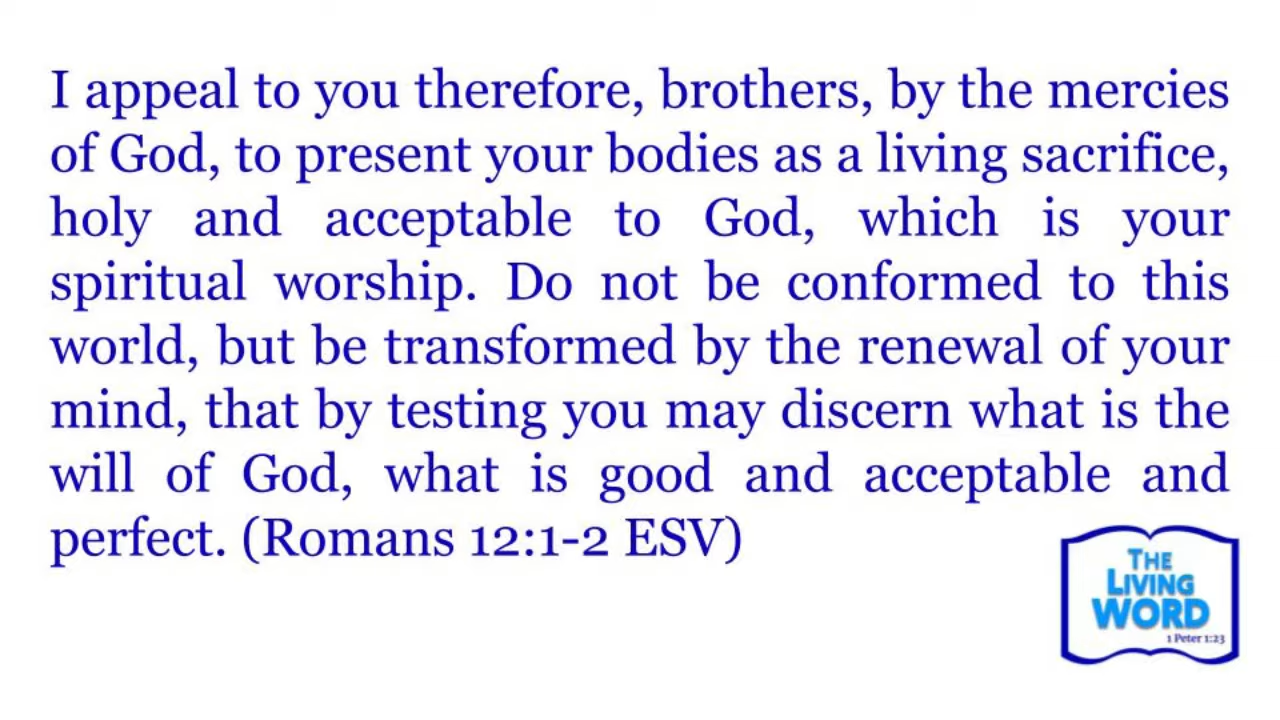 I appeal to you therefore, brothers, by the mercies
of God, to present your bodies as a living sacrifice,
holy and acceptable to God, which is your
spiritual worship. Do not be conformed to this
world, but be transformed by the renewal of your
mind, that by testing you may discern what is the
will of God, what is good and acceptable and
perfect. (Romans 12:1-2 ESV)
THE
LIVING
WORD
1 Peter 1:23